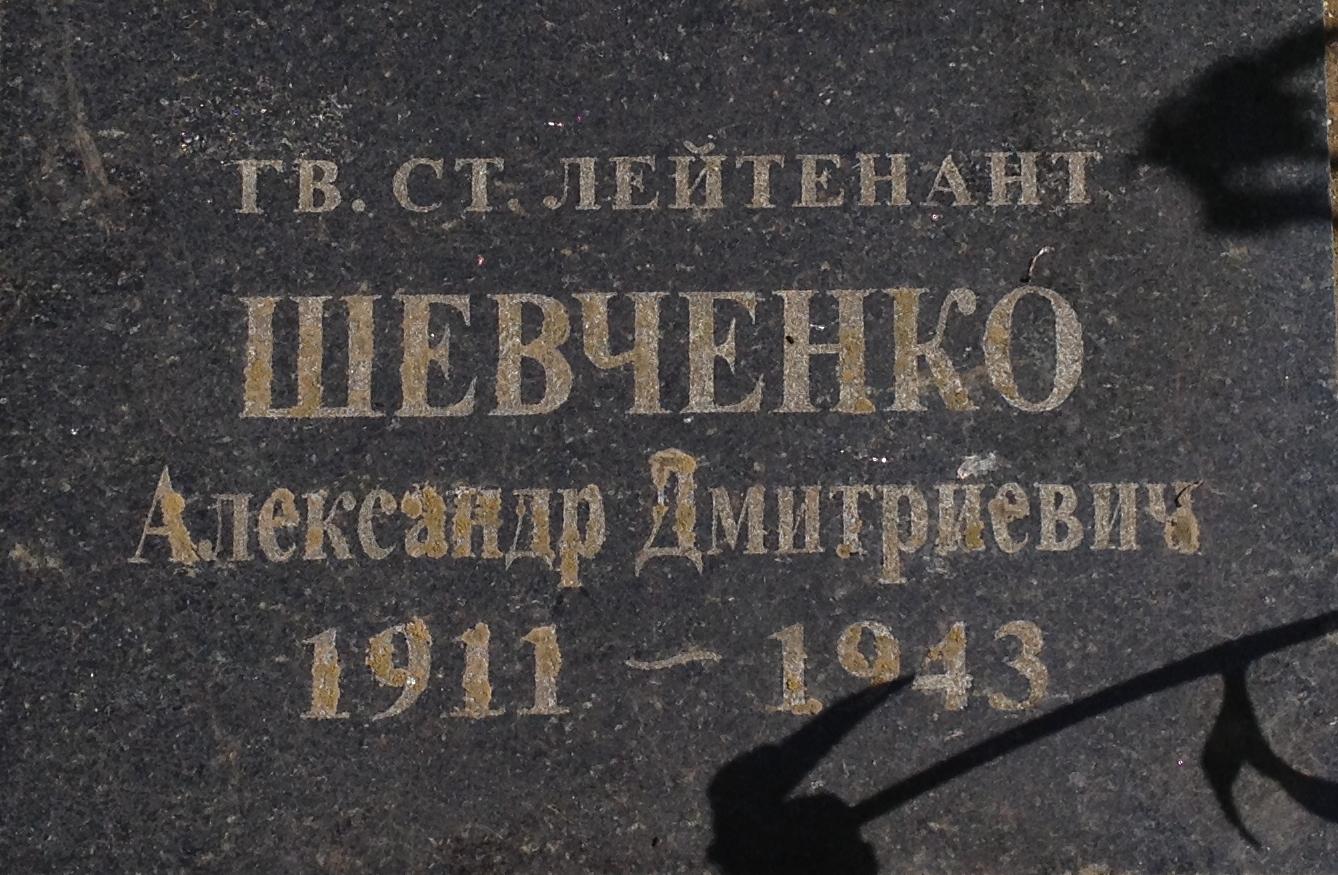 ГВ. СТ. ЛЕЙТЕНАНТ
ШЕВЧЕНКО
Александр Дмитриевич
1911 – 1943